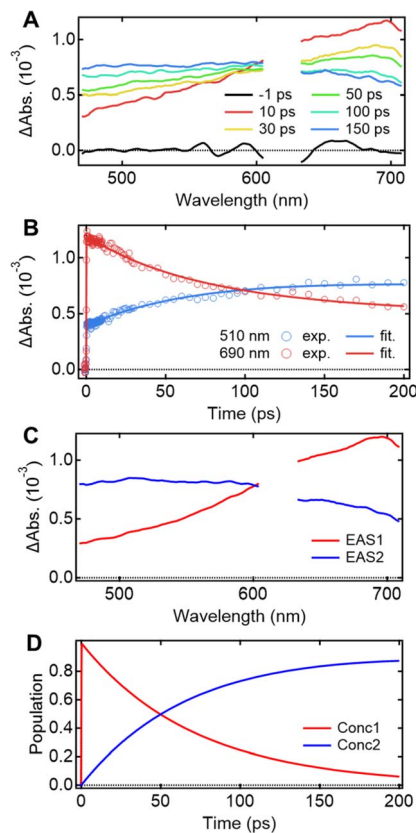 A
ΔAbs. (10⁻³)
1.0
0.5
0.0
-1 ps 50 ps
10 ps 100 ps
30 ps 150 ps
500 600 700
Wavelength (nm)
B
ΔAbs. (10⁻³)
1.0
0.5
0.0
510 nm exp. fit.
690 nm exp. fit.
0 50 100 150 200
Time (ps)
C
ΔAbs. (10⁻³)
1.0
0.5
0.0
EAS1
EAS2
500 600 700
Wavelength (nm)
D
Population
0.8
0.6
0.4
0.2
0.0
Conc1
Conc2
0 50 100 150 200
Time (ps)